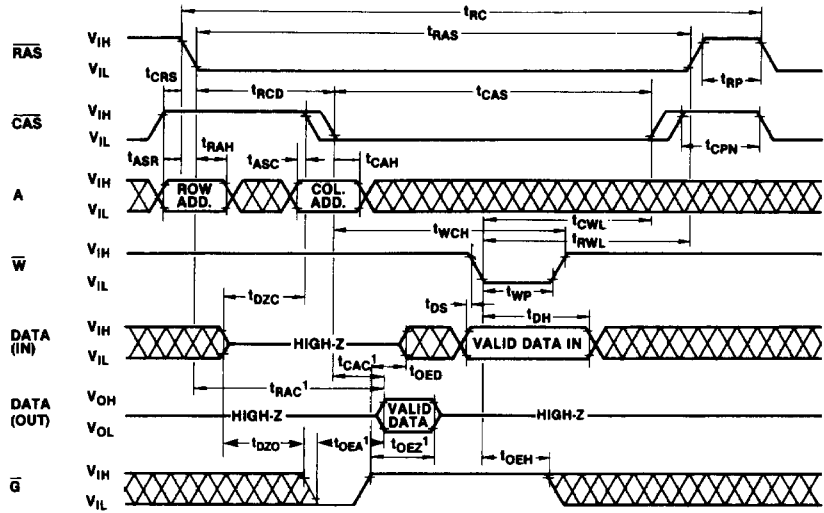 tRC
RAS VIH tRAS
VIL tCRS tRCD tCAS tRP
CAS VIH
VIL tASR tRAH tASC tCAH tCPN
A VIH ROW ADD. COL. ADD.
VIL tWCH tCWL
tRWL
W VIH
VIL tDZC tWP
tDS tDH
DATA (IN) VIH HIGH-Z VALID DATA IN
VIL tCAC1 tOED
tRAC1
DATA (OUT) VOH HIGH-Z VALID DATA HIGH-Z
VOL
tDZO tOEA1 tOEZ1 tOEH
G VIH
VIL